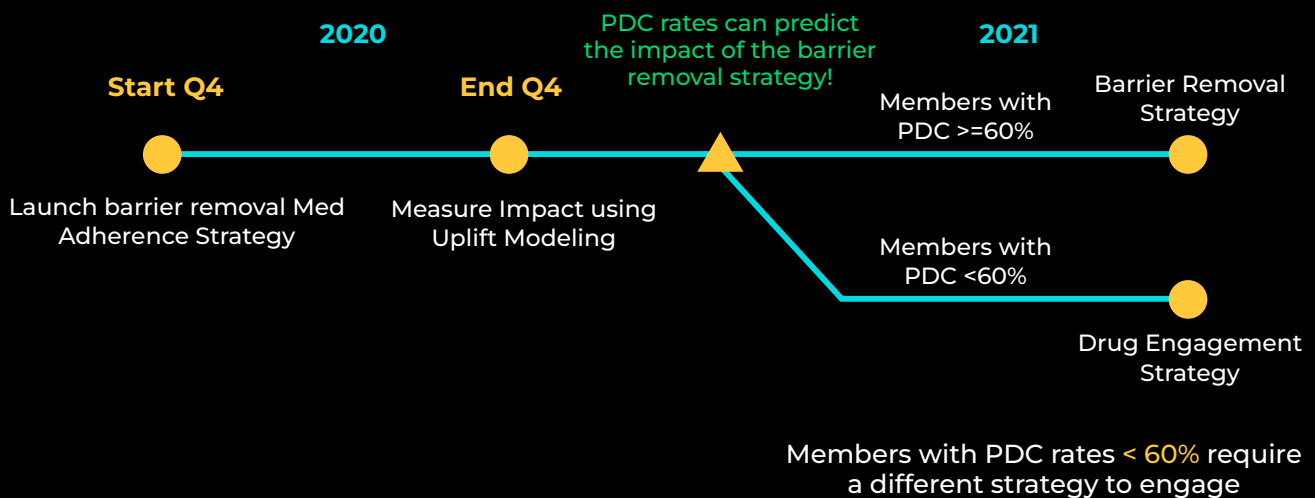 2020
PDC rates can predict
the impact of the barrier
removal strategy!
2021
Start Q4
End Q4
Members with
PDC >=60%
Barrier Removal
Strategy
Launch barrier removal Med
Adherence Strategy
Measure Impact using
Uplift Modeling
Members with
PDC <60%
Drug Engagement
Strategy
Members with PDC rates < 60% require
a different strategy to engage